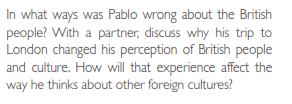 In what ways was Pablo wrong about the British
people? With a partner, discuss why his trip to
London changed his perception of British people
and culture. How will that experience affect the
way he thinks about other foreign cultures?